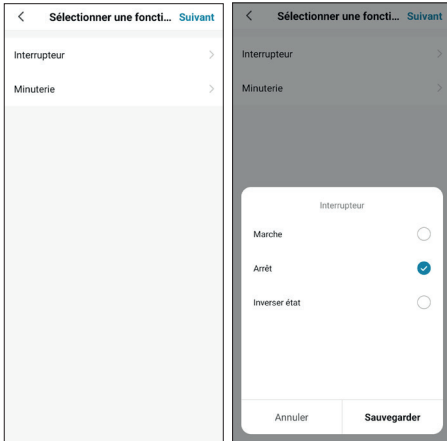 Sélectionner une foncti... Suivant
Interrupteur
Minuterie
Sélectionner une foncti... Suivant
Interrupteur
Minuterie
Interrupteur
Marche
Arrêt
Inverser état
Annuler Sauvegarder